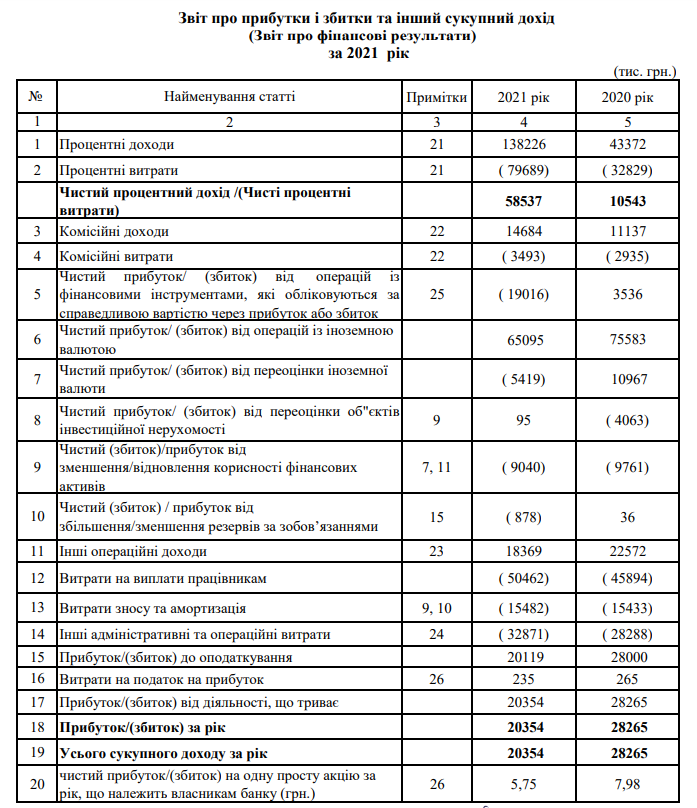 Звіт про прибутки і збитки та інший сукупний дохід
(Звіт про фінансові результати)
за 2021 рік
(тис. грн.)
№ Найменування статті Примітки 2021 рік 2020 рік
1 2 3 4 5
1 Процентні доходи 21 138226 43372
2 Процентні витрати 21 ( 79689) ( 32829)
Чистий процентний дохід /(Чисті процентні
витрати) 58537 10543
3 Комісійні доходи 22 14684 11137
4 Комісійні витрати 22 ( 3493) ( 2935)
Чистий прибуток/ (збиток) від операцій із
5 фінансовими інструментами, які обліковуються за 25 ( 19016) 3536
справедливою вартістю через прибуток або збиток
6 Чистий прибуток/ (збиток) від операцій із іноземною 65095 75583
валютою
7 Чистий прибуток/ (збиток) від переоцінки іноземної ( 5419) 10967
валюти
8 Чистий прибуток/ (збиток) від переоцінки об"єктів 9 95 ( 4063)
інвестиційної нерухомості
Чистий (збиток)/прибуток від
9 зменшення/відновлення корисності фінансових 7, 11 ( 9040) ( 9761)
активів
10 Чистий (збиток) / прибуток від 15 ( 878) 36
збільшення/зменшення резервів за зобов’язаннями
11 Інші операційні доходи 23 18369 22572
12 Витрати на виплати працівникам ( 50462) ( 45894)
13 Витрати зносу та амортизація 9, 10 ( 15482) ( 15433)
14 Інші адміністративні та операційні витрати 24 ( 32871) ( 28288)
15 Прибуток/(збиток) до оподаткування 20119 28000
16 Витрати на податок на прибуток 26 235 265
17 Прибуток/(збиток) від діяльності, що триває 20354 28265
18 Прибуток/(збиток) за рік 20354 28265
19 Усього сукупного доходу за рік 20354 28265
20 чистий прибуток/(збиток) на одну просту акцію за 26 5,75 7,98
рік, що належить власникам банку (грн.)